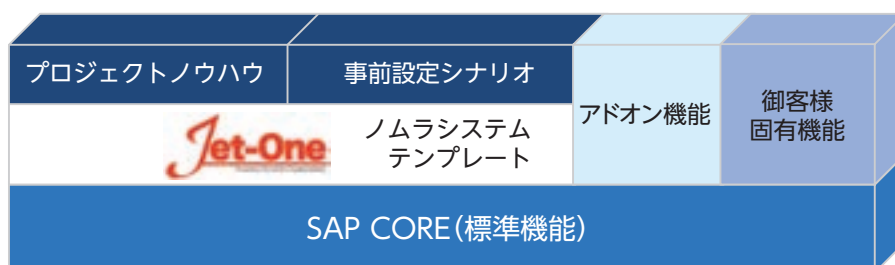 プロジェクトノウハウ
事前設定シナリオ
アドオン機能
御客様
固有機能
Jet-One
ノムラシステム
テンプレート
SAP CORE(標準機能)